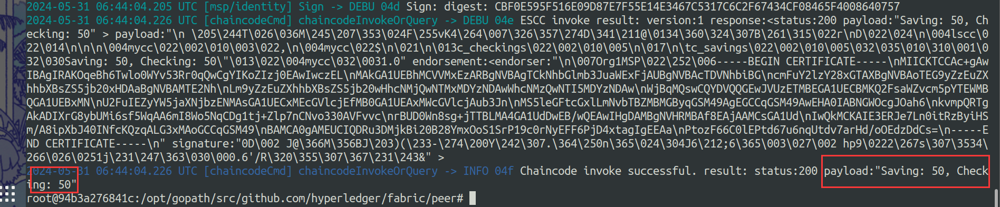 2024-05-31 06:44:04.205 UTC [msp/identity] Sign -> DEBU 04d Sign: digest: CBF0E595F516E09D87E7F55E14E3467C5317C6C2F67434CF08465F4008640757
2024-05-31 06:44:04.226 UTC [chaincodeCmd] chaincodeInvokeOrQuery -> DEBU 04e ESCC invoke result: version:1 response:<status:200 payload:"Saving: 50, Ch
ecking: 50" > payload:"\n \205\244T\026\036M\245\207\353\024F\255vK4\264\007\326\357\274D\341\211@\0134\360\324\307B\261\315\022r\nD\022\024\n\004lscc\0
22\014\n\n\n\004mycc\022\002\010\003\022,\n\004mycc\022$\n\021\n\013c_checkings\022\002\010\005\n\017\n\tc_savings\022\002\010\005\032\035\010\310\001\0
32\030Saving: 50, Checking: 50\"\013\022\004mycc\032\0031.0" endorsement:<endorser:"\n\007Org1MSP\022\252\006-----BEGIN CERTIFICATE-----\nMIICKTCCAc+gAw
IBAgIRAKOqeBh6Twlo0WYv53Rr0qQwCgYIKoZIzj0EAwIwczEL\nMAkGA1UEBhMCVVMxEzARBgNVBAgTCkNhbGlmb3JuaWExFjAUBgNVBAcTDVNhbiBG\ncmFuY2lzY28xGTAXBgNVBAoTEG9yZzEuZX
hhbXBsZS5jb20xHDAaBgNVBAMTE2Nh\nLm9yZzEuZXhhbXBsZS5jb20wHhcNMjQwNTMxMDYzNDAwWhcNMzQwNTI5MDYzNDAw\nWjBqMQswCQYDVQQGEwJVUzETMBEGA1UECBMKQ2FsaWZvcm5pYTEWMB
QGA1UEBxMN\nU2FuIEZyYW5jaXNjbzENMAsGA1UECxMEcGVlcjEfMB0GA1UEAxMWcGVlcjAub3Jn\nMS5leGFtcGxlLmNvbTBZMBMGByqGSM49AgEGCCqGSM49AwEHA0IABNGWOcgJOah6\nkvmpQRTg
AkADIXrG8ybUMi6sf5WqAA6mI8Wo5NqCDg1tj+Zlp7nCNvo330AVFvvc\nrBUD0Wn8sg+jTTBLMA4GA1UdDwEB/wQEAwIHgDAMBgNVHRMBAf8EAjAAMCsGA1Ud\nIwQkMCKAIE3ERJe7Ln0itRzByiHS
m/A8ipXbJ40INfcKQzqALG3xMAoGCCqGSM49\nBAMCA0gAMEUCIQDRu3DMjkBi20B28YmxOoS1SrP19c0rNyEFF6PjD4xtagIgEEAa\nPtozF66C0lEPtd67u6nqUtdv7arHd/oOEdzDdCs=\n-----E
ND CERTIFICATE-----\n" signature:"0D\002 J@\366M\356BJ\203)(\233-\274\200Y\242\307.\364\250n\365\024\304J6\212;6\365\003\027\002 hp9\0222\267s\307\3534\
266\026\0251j\231\247\363\030\000.6'/R\320\355\307\367\231\243&" >
2024-05-31 06:44:04.226 UTC [chaincodeCmd] chaincodeInvokeOrQuery -> INFO 04f Chaincode invoke successful. result: status:200 payload:"Saving: 50, Check
ing: 50"
root@94b3a276841c:/opt/gopath/src/github.com/hyperledger/fabric/peer#